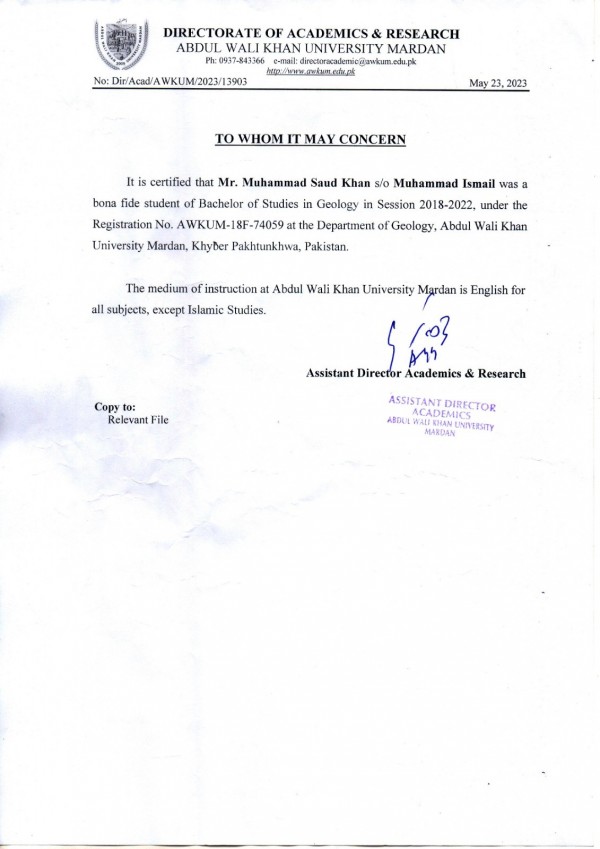 DIRECTORATE OF ACADEMICS & RESEARCH
ABDUL WALI KHAN UNIVERSITY MARDAN
Ph: 0937-843366 e-mail: directoracademic@awkum.edu.pk
http://www.awkum.edu.pk
No: Dir/Acad/AWKUM/2023/13903 May 23, 2023
TO WHOM IT MAY CONCERN
It is certified that Mr. Muhammad Saud Khan s/o Muhammad Ismail was a
bona fide student of Bachelor of Studies in Geology in Session 2018-2022, under the
Registration No. AWKUM-18F-74059 at the Department of Geology, Abdul Wali Khan
University Mardan, Khyber Pakhtunkhwa, Pakistan.
The medium of instruction at Abdul Wali Khan University Mardan is English for
all subjects, except Islamic Studies.
Assistant Director Academics & Research
ASSISTANT DIRECTOR
ACADEMICS
ABDUL WALI KHAN UNIVERSITY
MARDAN
Copy to:
Relevant File